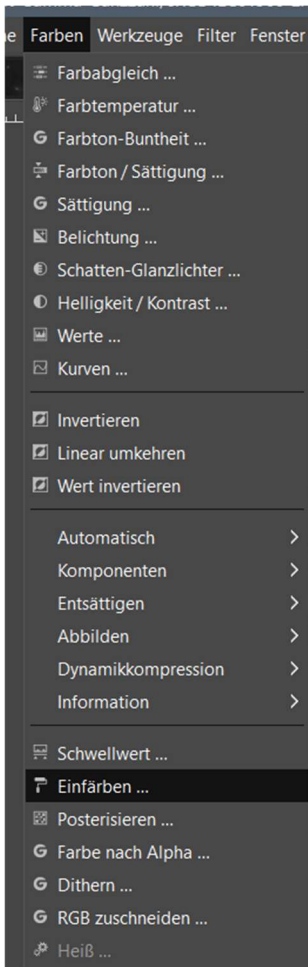 Farben Werkzeuge Filter Fenster
Farbabgleich ...
Farbtemperatur ...
Farbton-Buntheit ...
Farbton / Sättigung ...
Sättigung ...
Belichtung ...
Schatten-Glanzlichter ...
Helligkeit / Kontrast ...
Werte ...
Kurven ...
Invertieren
Linear umkehren
Wert invertieren
Automatisch
Komponenten
Entsättigen
Abbilden
Dynamikkompression
Information
Schwellwert ...
Einfärben ...
Posterisieren ...
Farbe nach Alpha ...
Dithern ...
RGB zuschneiden ...
Heiß ...